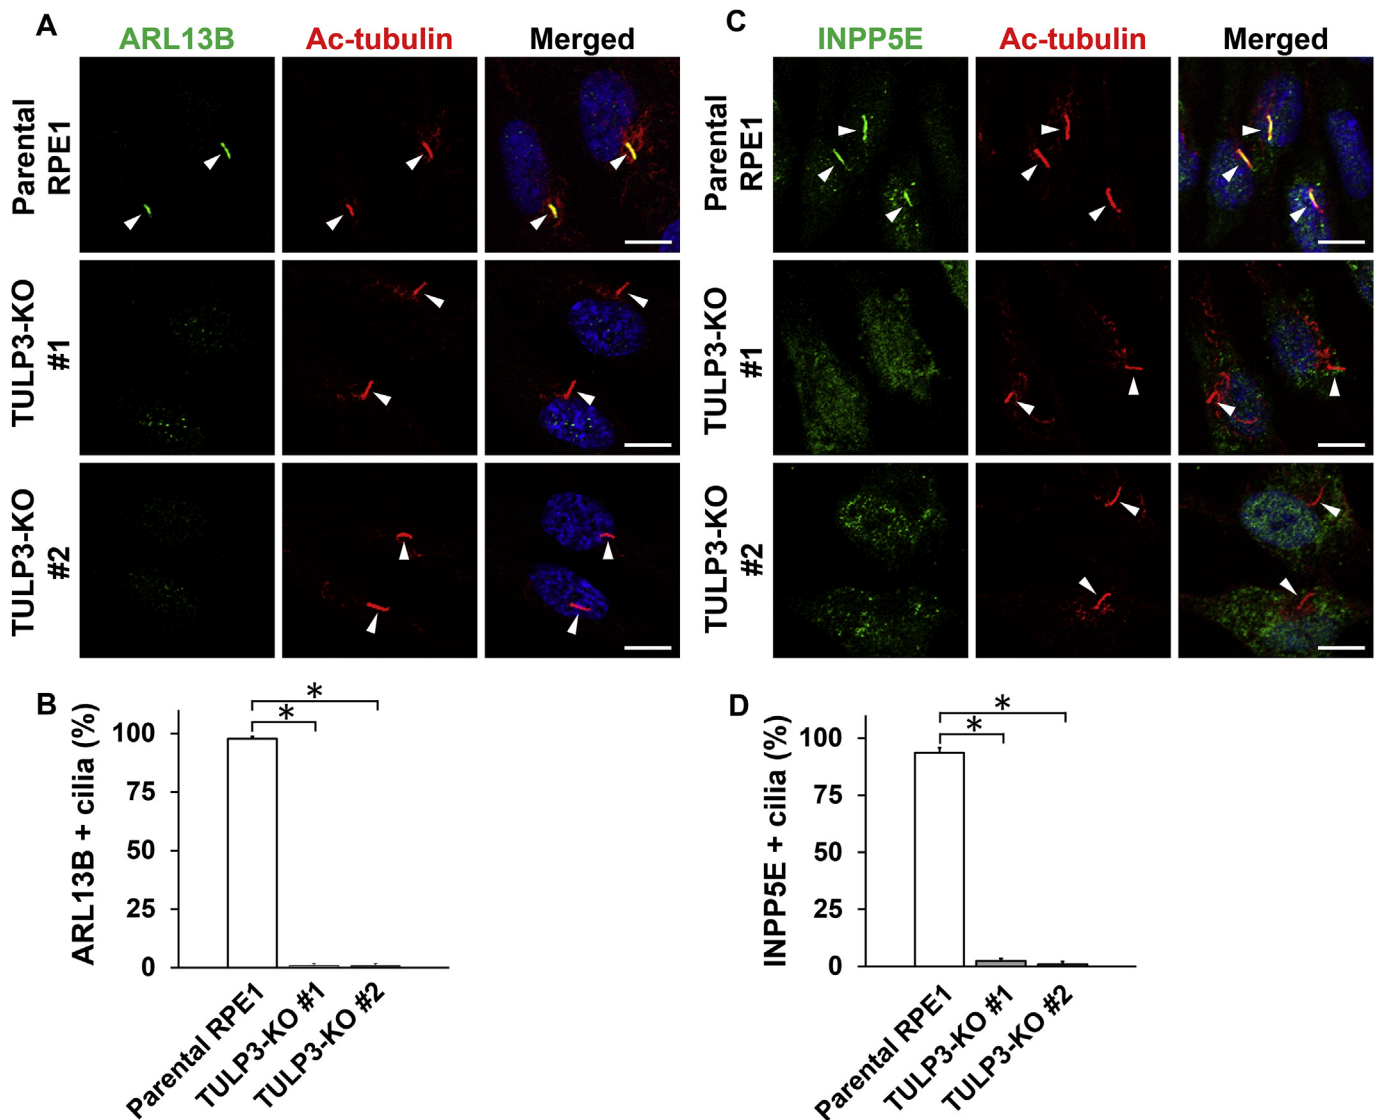 A
ARL13B
Ac-tubulin
Merged
Parental
RPE1
TULP3-KO
#1
TULP3-KO
#2
C
INPP5E
Ac-tubulin
Merged
Parental
RPE1
TULP3-KO
#1
TULP3-KO
#2
B
ARL13B + cilia (%)
100
75
50
25
0
*
*
Parental RPE1
TULP3-KO #1
TULP3-KO #2
D
INPP5E + cilia (%)
100
75
50
25
0
*
*
Parental RPE1
TULP3-KO #1
TULP3-KO #2